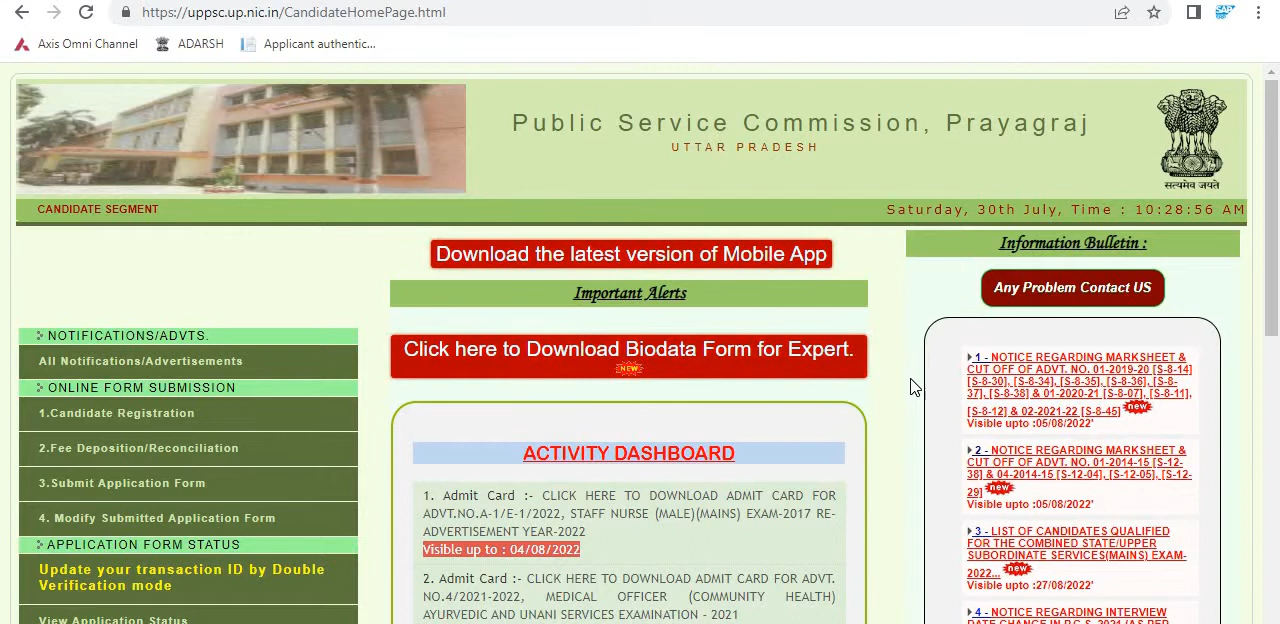 https://uppsc.up.nic.in/CandidateHomePage.html
SAP
Axis Omni Channel ADARSH Applicant authentic...
Public Service Commission, Prayagraj
UTTAR PRADESH
सत्यमेव जयते
CANDIDATE SEGMENT
Saturday, 30th July, Time : 10:28:56 AM
NOTIFICATIONS/ADVTS.
All Notifications/Advertisements
ONLINE FORM SUBMISSION
1.Candidate Registration
2.Fee Deposition/Reconciliation
3.Submit Application Form
4. Modify Submitted Application Form
APPLICATION FORM STATUS
Update your transaction ID by Double
Verification mode
View Application Status
Download the latest version of Mobile App
Important Alerts
Click here to Download Biodata Form for Expert.
NEW
ACTIVITY DASHBOARD
1. Admit Card :- CLICK HERE TO DOWNLOAD ADMIT CARD FOR
ADVT.NO.A-1/E-1/2022, STAFF NURSE (MALE)(MAINS) EXAM-2017 RE-
ADVERTISEMENT YEAR-2022
Visible up to : 04/08/2022
2. Admit Card :- CLICK HERE TO DOWNLOAD ADMIT CARD FOR ADVT.
NO.4/2021-2022, MEDICAL OFFICER (COMMUNITY HEALTH)
AYURVEDIC AND UNANI SERVICES EXAMINATION - 2021
Information Bulletin :
Any Problem Contact US
1 - NOTICE REGARDING MARKSHEET &
CUT OFF OF ADVT. NO. 01-2019-20 [S-8-14]
[S-8-30], [S-8-34], [S-8-35], [S-8-36], [S-8-
37], [S-8-38] & 01-2020-21 [S-8-07], [S-8-11],
[S-8-12] & 02-2021-22 [S-8-45] new
Visible upto :05/08/2022'
2 - NOTICE REGARDING MARKSHEET &
CUT OFF OF ADVT. NO. 01-2014-15 [S-12-
38] & 04-2014-15 [S-12-04], [S-12-05], [S-12-
29] new
Visible upto :05/08/2022'
3 - LIST OF CANDIDATES QUALIFIED
FOR THE COMBINED STATE/UPPER
SUBORDINATE SERVICES(MAINS) EXAM-
2022... new
Visible upto :27/08/2022'
4 - NOTICE REGARDING INTERVIEW
DATE CHANGE IN P.C.S. 2021 (AS PER